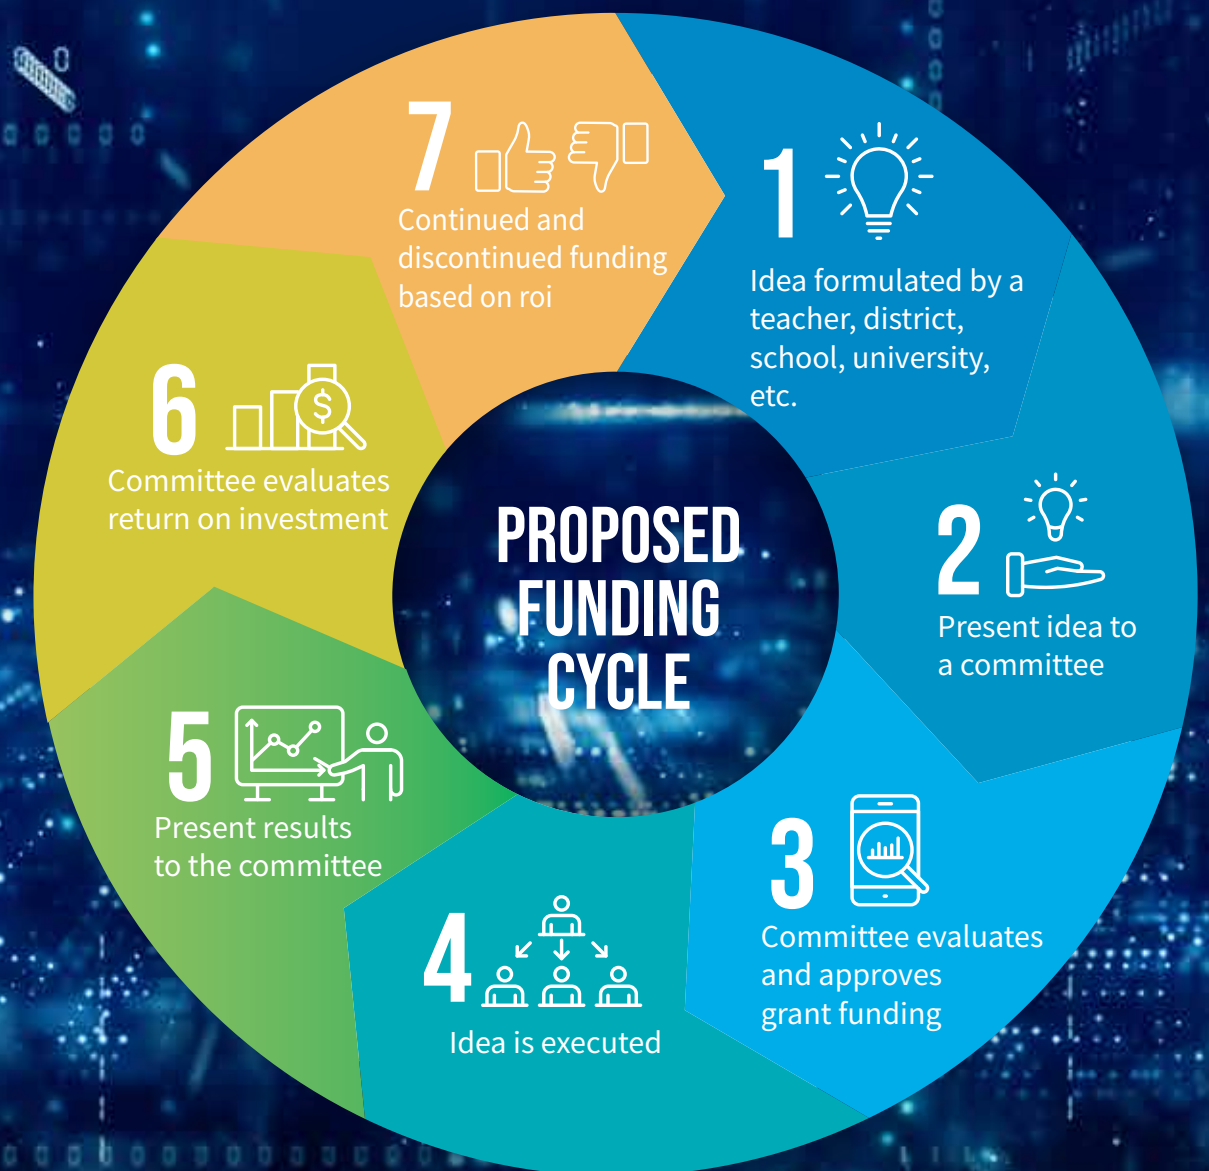 PROPOSED
FUNDING
CYCLE
1
Idea formulated by a
teacher, district,
school, university,
etc.
2
Present idea to
a committee
3
Committee evaluates
and approves
grant funding
4
Idea is executed
5
Present results
to the committee
6
$
Committee evaluates
return on investment
7
Continued and
discontinued funding
based on roi